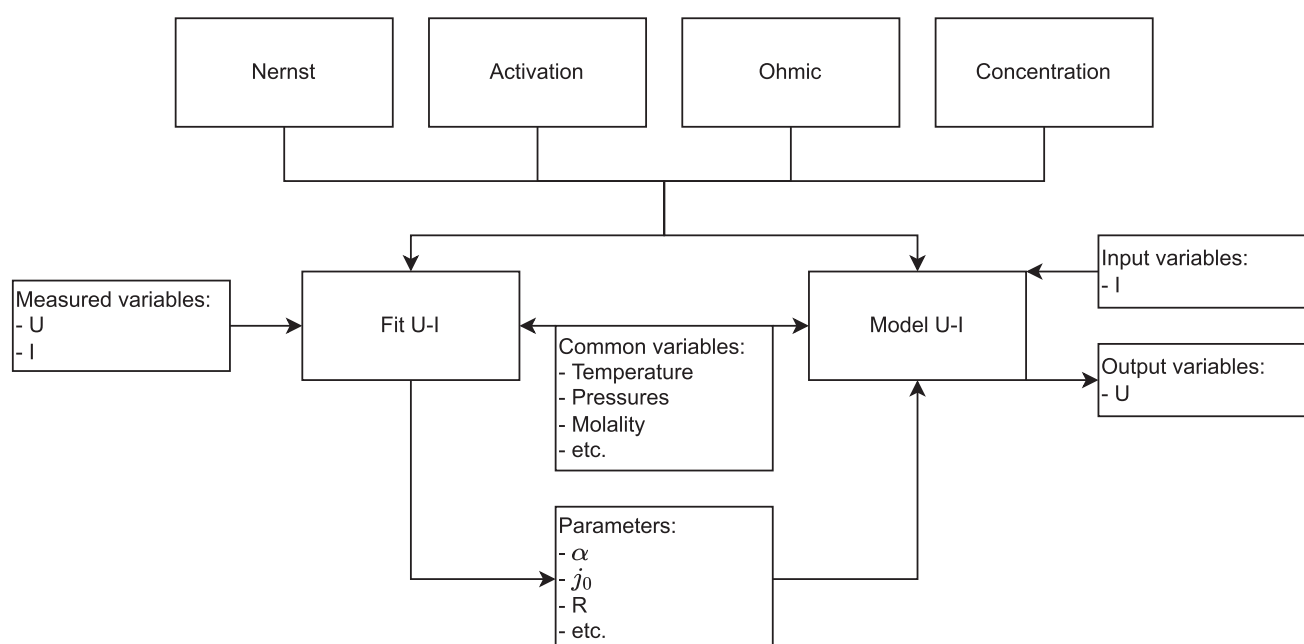 Nernst
Activation
Ohmic
Concentration
Measured variables:
- U
- I
Fit U-I
Common variables:
- Temperature
- Pressures
- Molality
- etc.
Model U-I
Input variables:
- I
Output variables:
- U
Parameters:
- α
- j₀
- R
- etc.